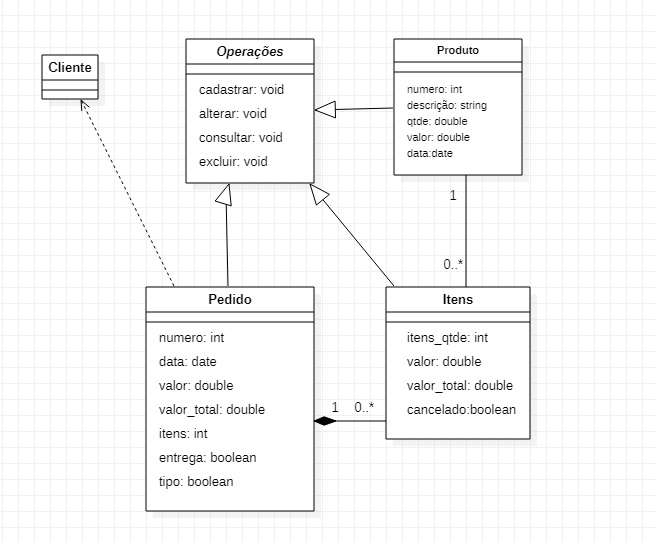 Cliente
Operações
cadastrar: void
alterar: void
consultar: void
excluir: void
Produto
numero: int
descrição: string
qtde: double
valor: double
data:date
1
0..*
Pedido
numero: int
data: date
valor: double
valor_total: double
itens: int
entrega: boolean
tipo: boolean
1
0..*
Itens
itens_qtde: int
valor: double
valor_total: double
cancelado:boolean